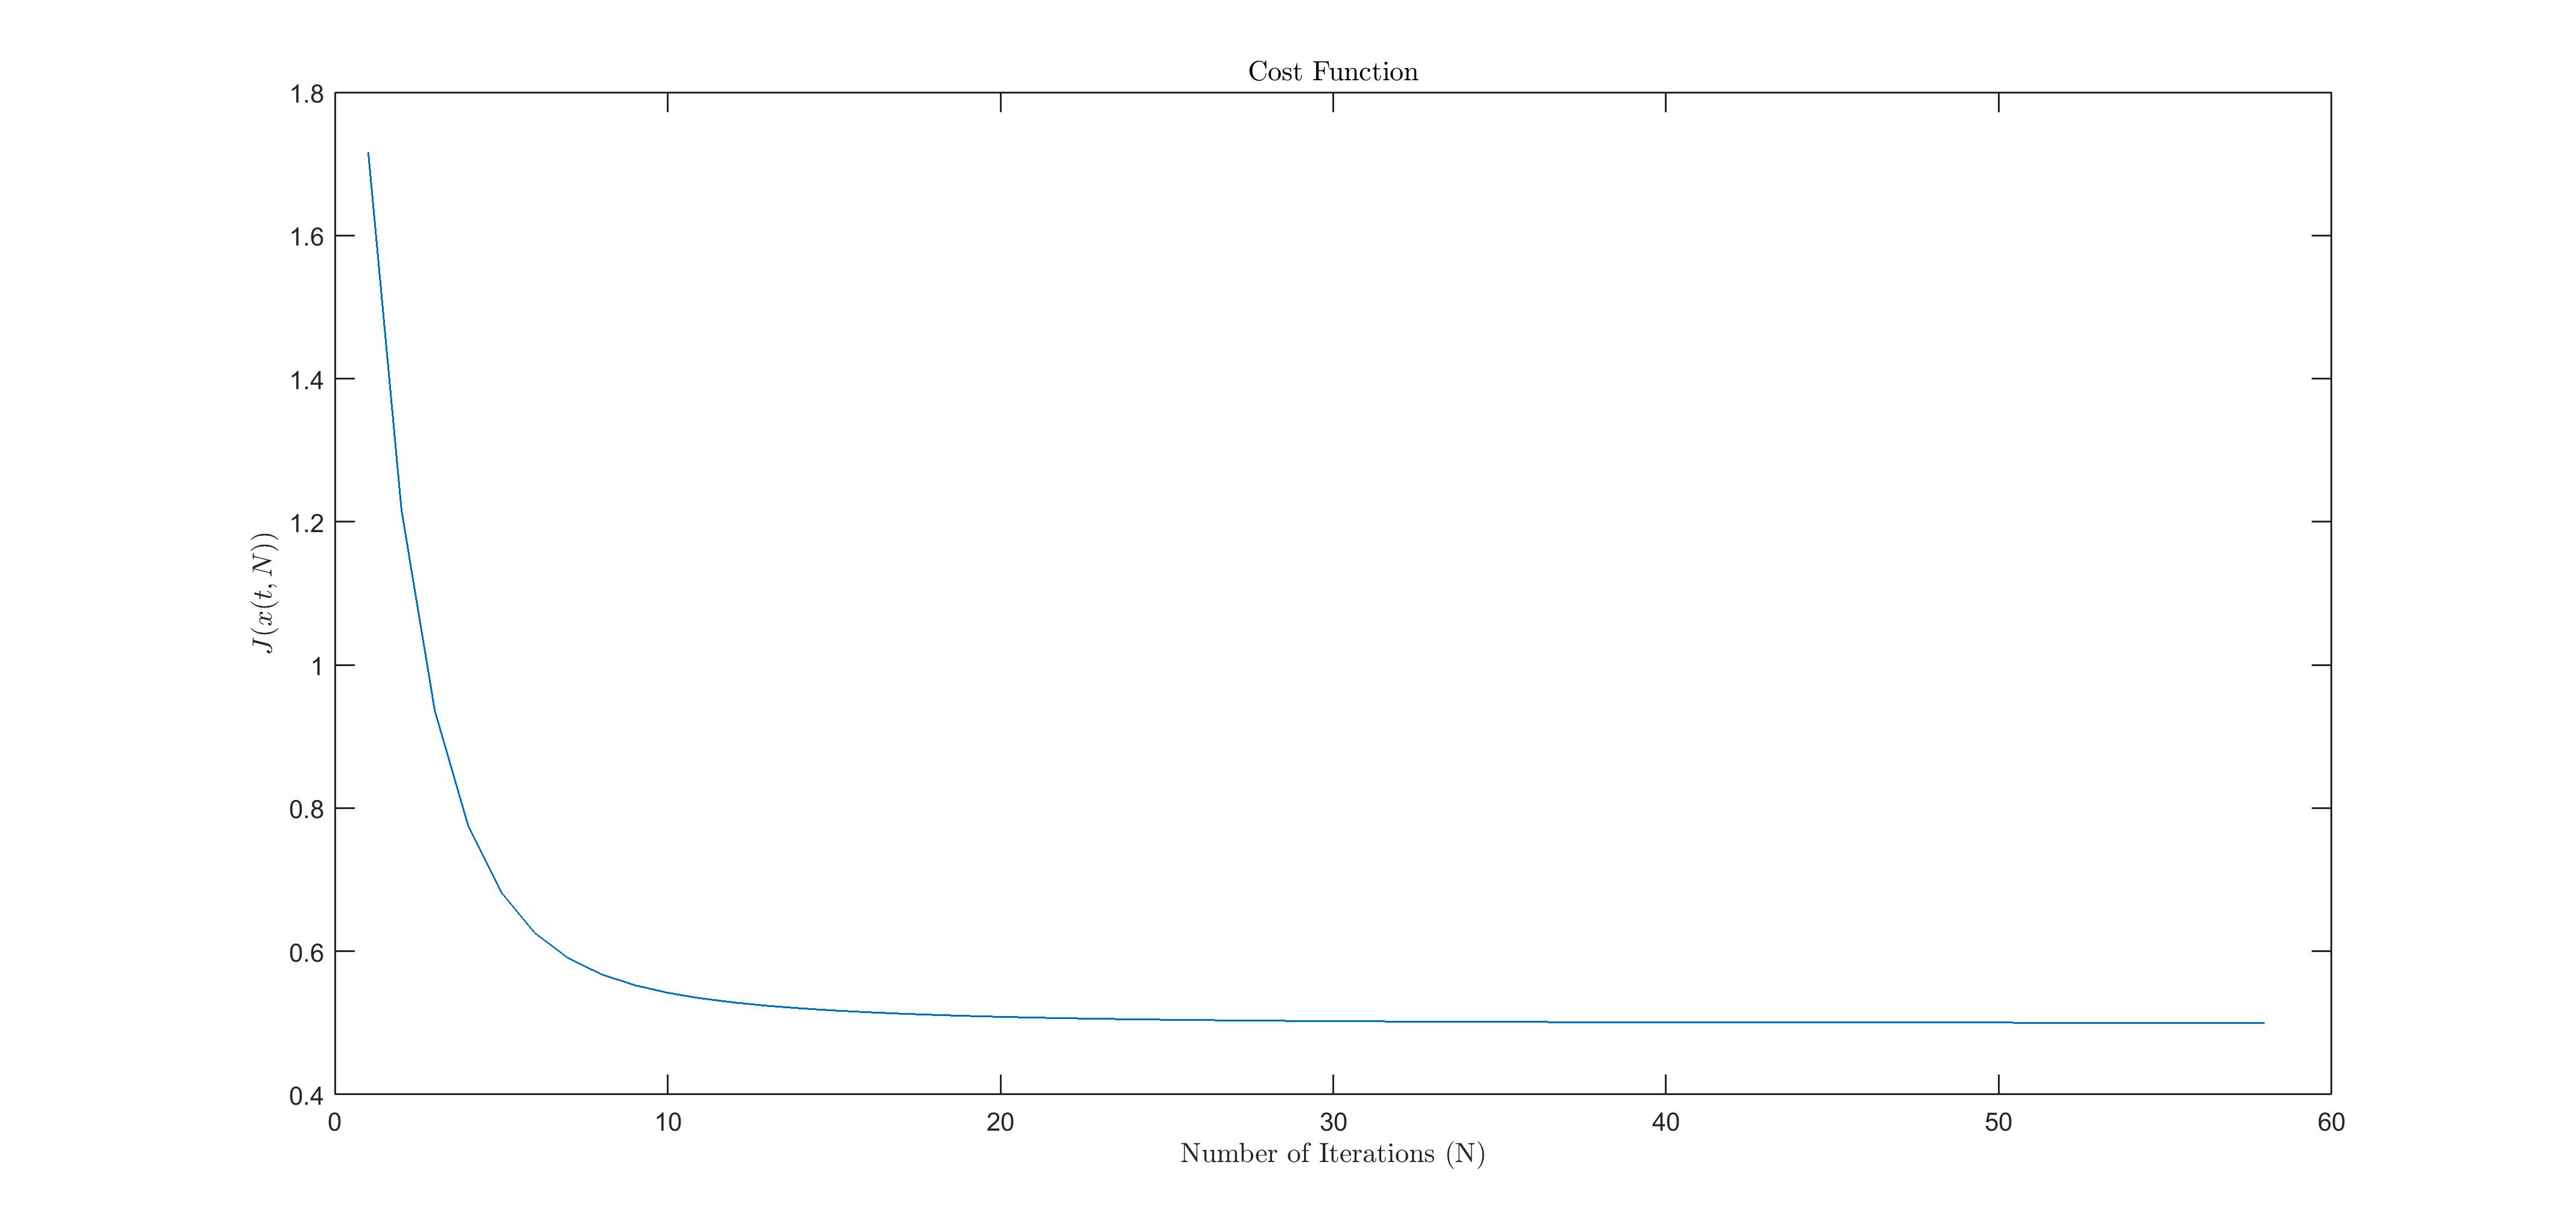 Cost Function
1.8
1.6
1.4
1.2
1
0.8
0.6
0.4
J(x(t, N))
0 10 20 30 40 50 60
Number of Iterations (N)